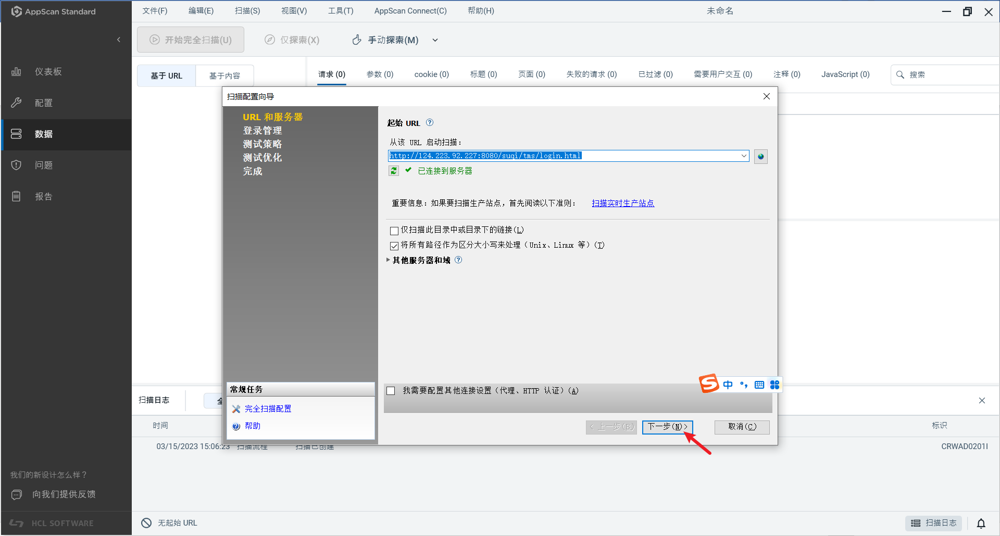 AppScan Standard
文件(F) 编辑(E) 扫描(S) 视图(V) 工具(T) AppScan Connect(C) 帮助(H) 未命名
开始完全扫描(U) 仅探索(X) 手动探索(M)
仪表板
配置
数据
问题
报告
基于 URL 基于内容
请求 (0) 参数 (0) cookie (0) 标题 (0) 页面 (0) 失败的请求 (0) 已过滤 (0) 需要用户交互 (0) 注释 (0) JavaScript (0) 搜索
扫描配置向导
URL 和服务器
登录管理
测试策略
测试优化
完成
起始 URL ?
从该 URL 启动扫描：
http://124.223.92.227:8080/suqi/tms/login.html
已连接到服务器
重要信息：如果要扫描生产站点，首先阅读以下准则： 扫描实时生产站点
仅扫描此目录中或目录下的链接(L)
将所有路径作为区分大小写来处理（Unix、Linux 等）(T)
其他服务器和域 ?
常规任务
完全扫描配置
帮助
我需要配置其他连接设置（代理、HTTP 认证）(A)
S 中 °,
< 上一步(B) 下一步(N)> 取消(C)
扫描日志 全
时间 标识
03/15/2023 15:06:23 扫描流程 扫描已创建 CRWAD0201I
我们的新设计怎么样？
向我们提供反馈
HCL SOFTWARE
无起始 URL 扫描日志